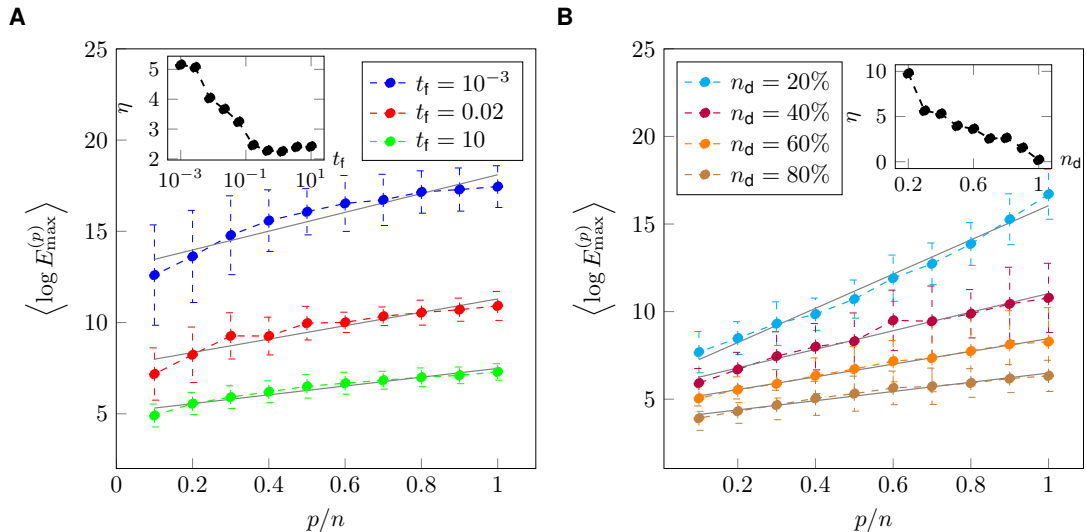 A
25
20
15
10
5
⟨log E_max^(p)⟩
0
0.2
0.4
0.6
0.8
1
p/n
5
4
3
2
η
10^−3
10^−1
10^1
t_f
t_f = 10^−3
t_f = 0.02
t_f = 10
B
25
20
15
10
5
⟨log E_max^(p)⟩
0.2
0.4
0.6
0.8
1
p/n
n_d = 20%
n_d = 40%
n_d = 60%
n_d = 80%
10
5
0
η
0.2
0.6
1
n_d